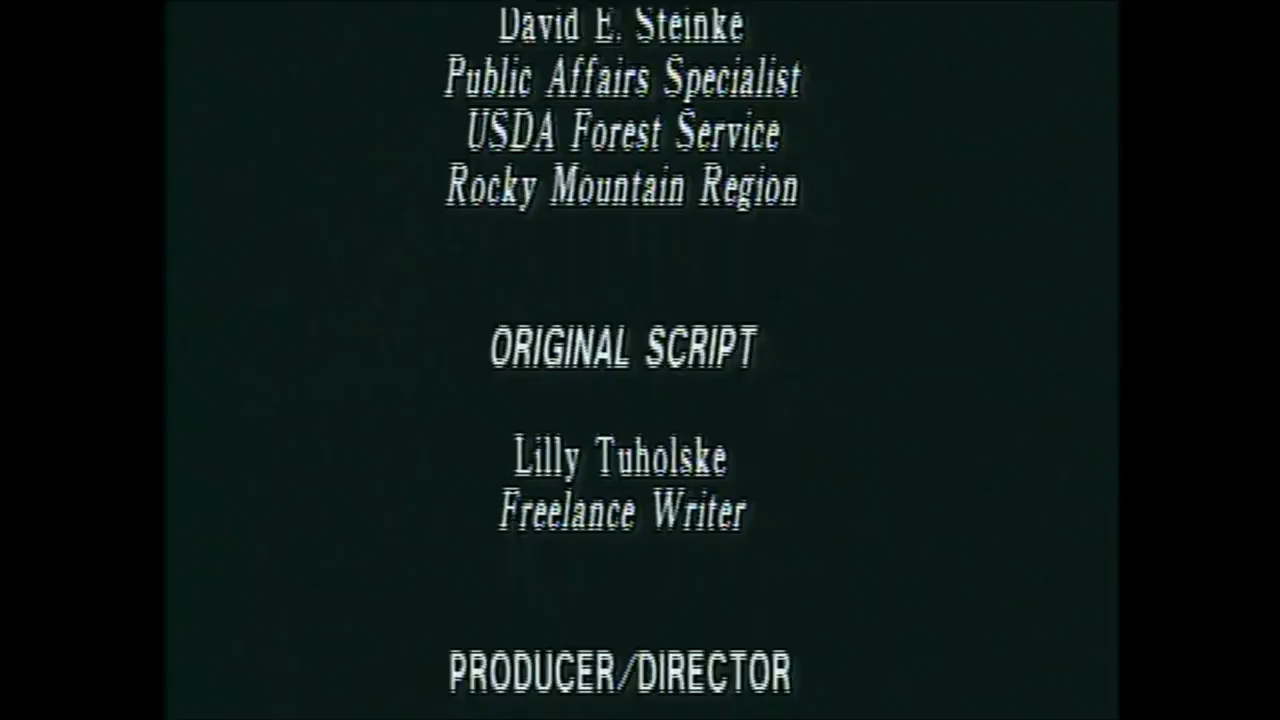 David E. Steinke
Public Affairs Specialist
USDA Forest Service
Rocky Mountain Region
ORIGINAL SCRIPT
Lilly Tuholske
Freelance Writer
PRODUCER/DIRECTOR